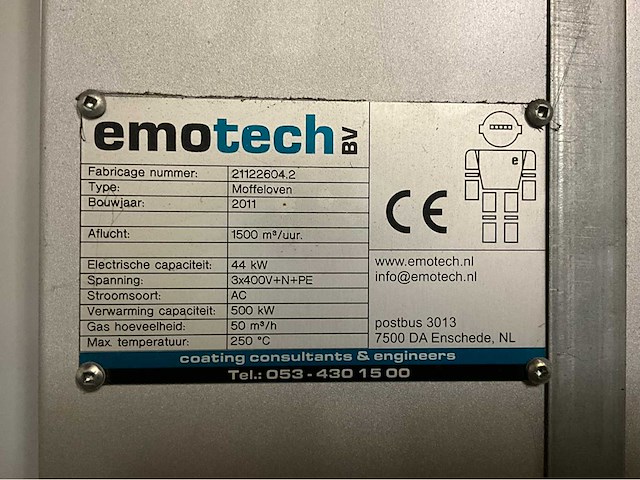 emotech BV
Fabricage nummer: 21122604.2
Type: Moffeloven
Bouwjaar: 2011
Aflucht: 1500 m³/uur.
Electrische capaciteit: 44 kW
Spanning: 3x400V+N+PE
Stroomsoort: AC
Verwarming capaciteit: 500 kW
Gas hoeveelheid: 50 m³/h
Max. temperatuur: 250 °C
e
CE
www.emotech.nl
info@emotech.nl
postbus 3013
7500 DA Enschede, NL
coating consultants & engineers
Tel.: 053 - 430 15 00